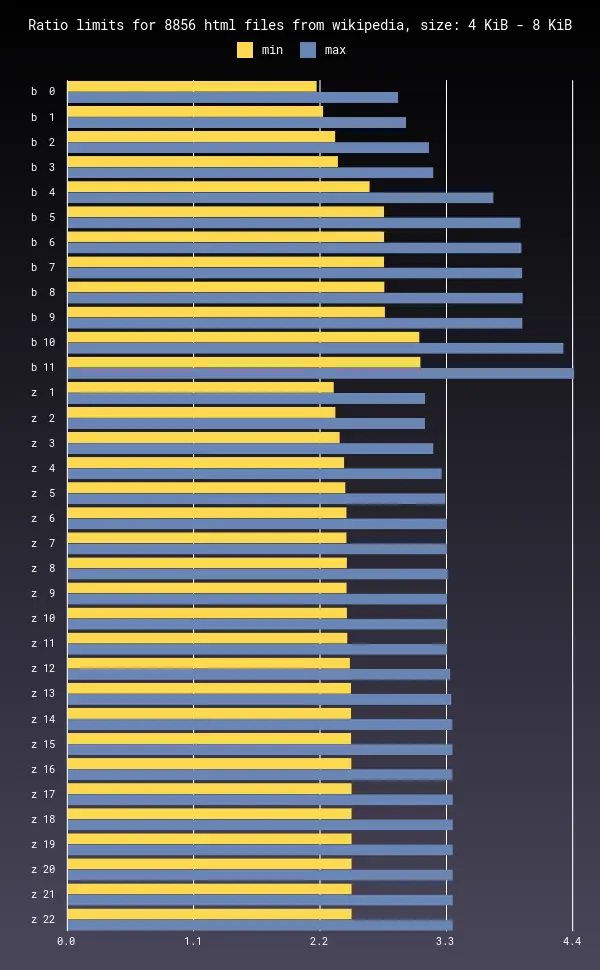 Ratio limits for 8856 html files from wikipedia, size: 4 KiB - 8 KiB
min max
b 0
b 1
b 2
b 3
b 4
b 5
b 6
b 7
b 8
b 9
b 10
b 11
z 1
z 2
z 3
z 4
z 5
z 6
z 7
z 8
z 9
z 10
z 11
z 12
z 13
z 14
z 15
z 16
z 17
z 18
z 19
z 20
z 21
z 22
0.0 1.1 2.2 3.3 4.4